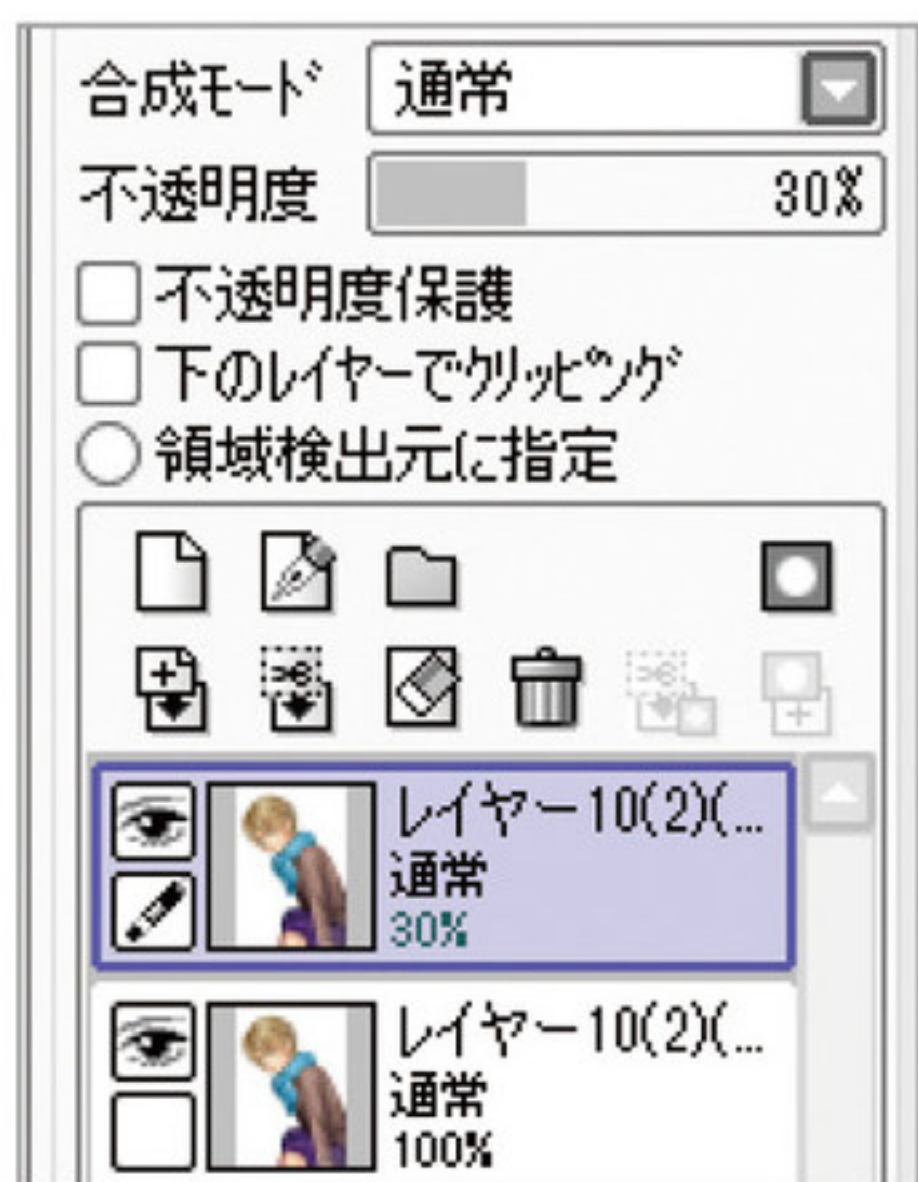 合成モード 通常
不透明度 30%
不透明度保護
下のレイヤーでクリッピング
領域検出元に指定
レイヤー10(2)(...
通常
30%
レイヤー10(2)(...
通常
100%